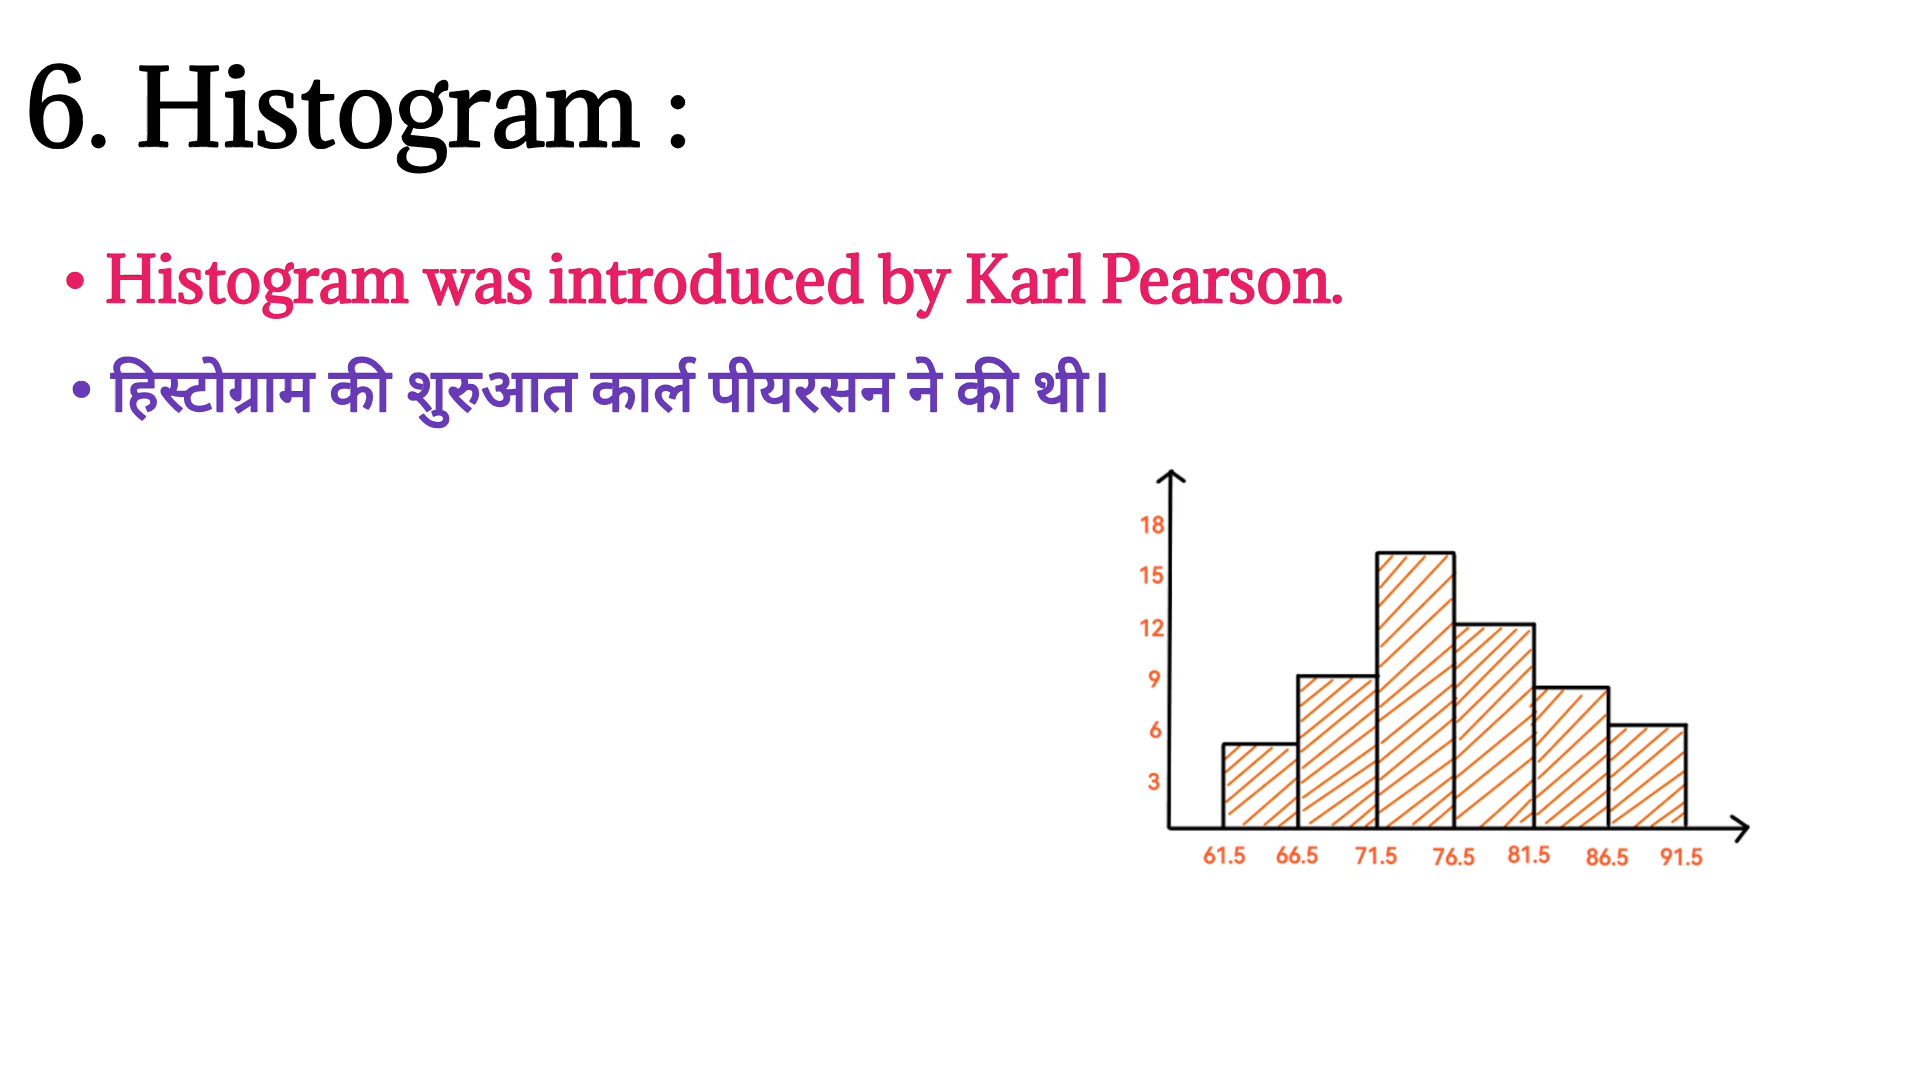 6. Histogram :
• Histogram was introduced by Karl Pearson.
• हिस्टोग्राम की शुरुआत कार्ल पीयरसन ने की थी।
18
15
12
9
6
3
61.5 66.5 71.5 76.5 81.5 86.5 91.5